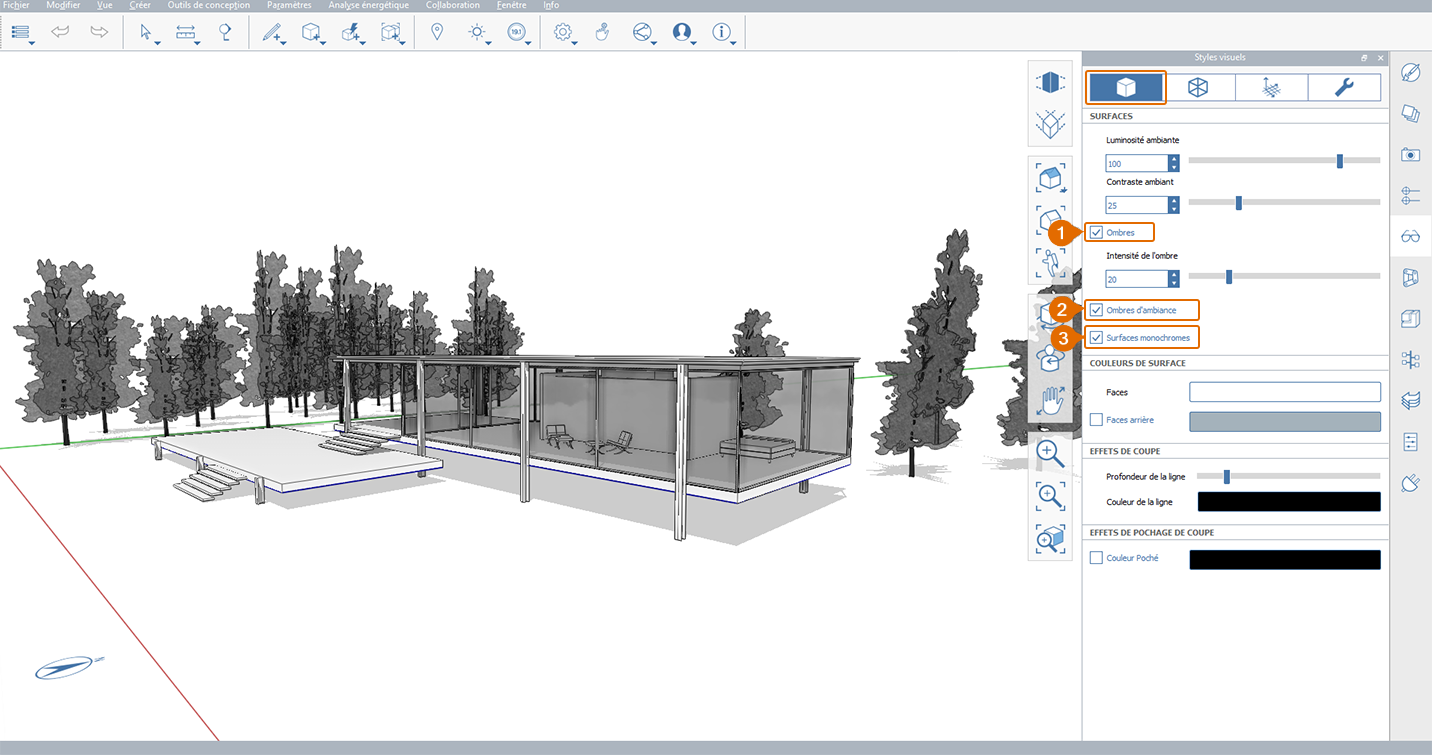 Fichier Modifier Vue Créer Outils de conception Paramètres Analyse énergétique Collaboration Fenêtre Info
191
Styles visuels
SURFACES
Luminosité ambiante
100
Contraste ambiant
25
1 Ombres
Intensité de l'ombre
20
2 Ombres d'ambiance
3 Surfaces monochromes
COULEURS DE SURFACE
Faces
Faces arrière
EFFETS DE COUPE
Profondeur de la ligne
Couleur de la ligne
EFFETS DE POCHAGE DE COUPE
Couleur Poché